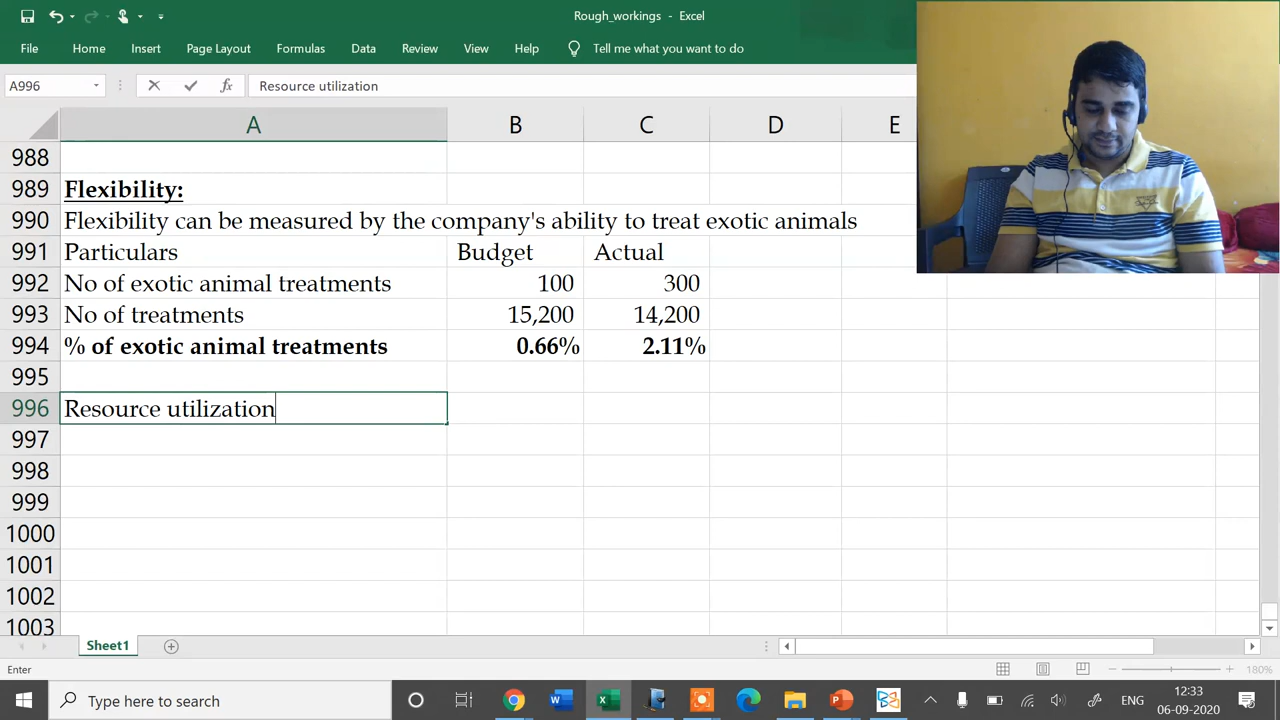 Rough_workings - Excel
File Home Insert Page Layout Formulas Data Review View Help Tell me what you want to do
A996 fx Resource utilization
A B C D E
988
989 Flexibility:
990 Flexibility can be measured by the company's ability to treat exotic animals
991 Particulars Budget Actual
992 No of exotic animal treatments 100 300
993 No of treatments 15,200 14,200
994 % of exotic animal treatments 0.66% 2.11%
995
996 Resource utilization
997
998
999
1000
1001
1002
1003
Sheet1
Enter 180%
Type here to search ENG 12:33
06-09-2020